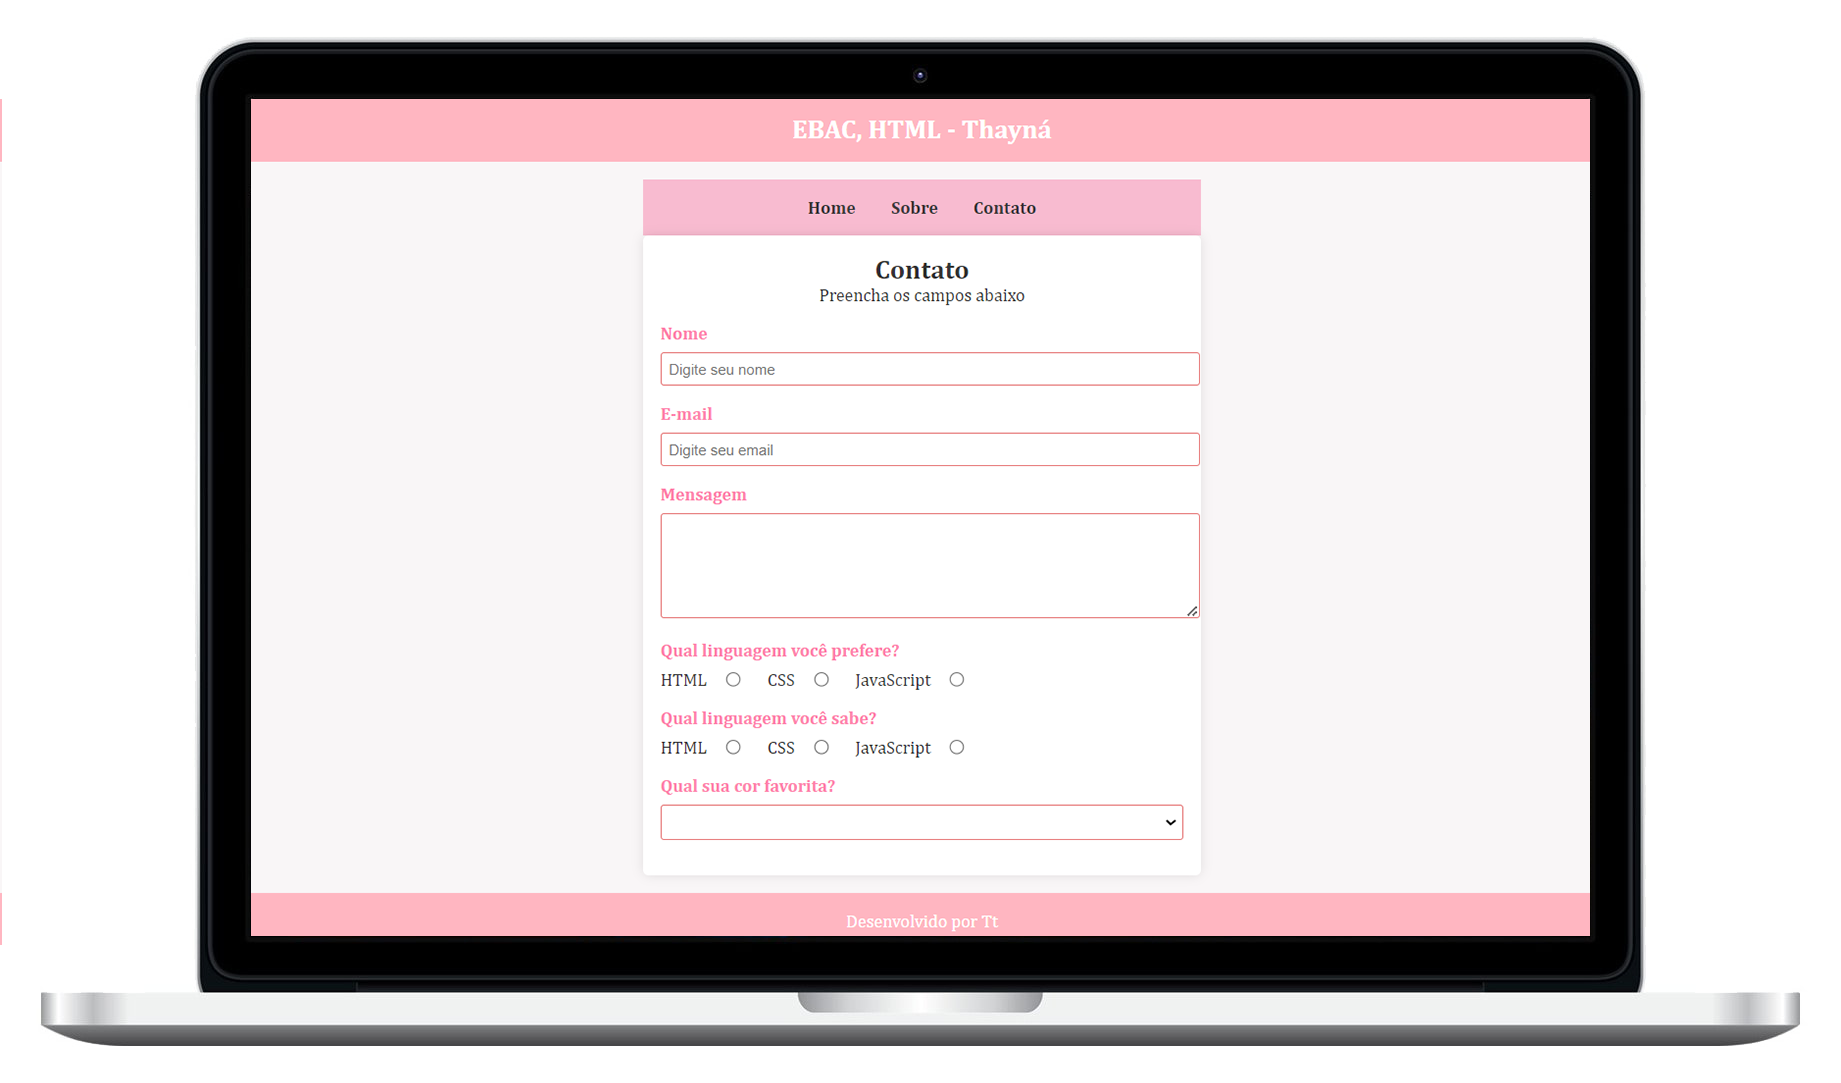 EBAC, HTML - Thayná
Home Sobre Contato
Contato
Preencha os campos abaixo
Nome
Digite seu nome
E-mail
Digite seu email
Mensagem
Qual linguagem você prefere?
HTML CSS JavaScript
Qual linguagem você sabe?
HTML CSS JavaScript
Qual sua cor favorita?
Desenvolvido por Tt